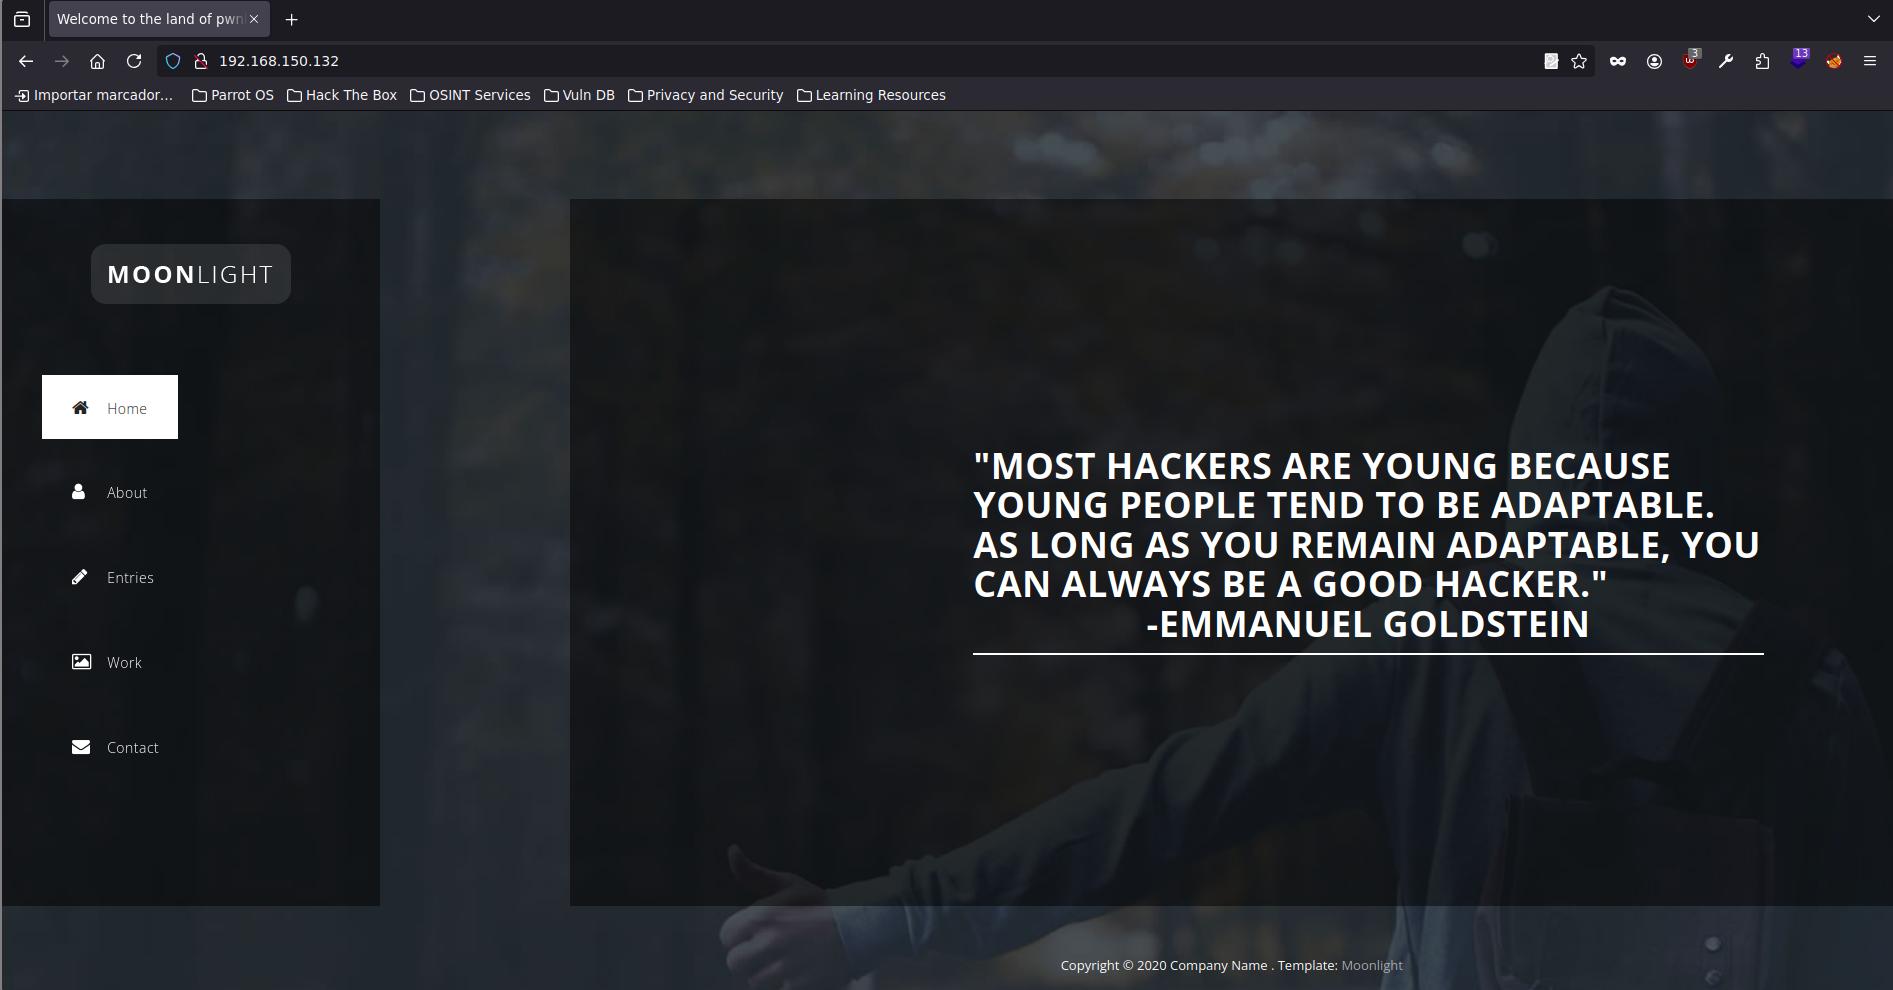 Welcome to the land of pwn
192.168.150.132
3
13
Importar marcador...
Parrot OS
Hack The Box
OSINT Services
Vuln DB
Privacy and Security
Learning Resources
MOONLIGHT
Home
About
Entries
Work
Contact
"MOST HACKERS ARE YOUNG BECAUSE
YOUNG PEOPLE TEND TO BE ADAPTABLE.
AS LONG AS YOU REMAIN ADAPTABLE, YOU
CAN ALWAYS BE A GOOD HACKER."
-EMMANUEL GOLDSTEIN
Copyright © 2020 Company Name . Template: Moonlight